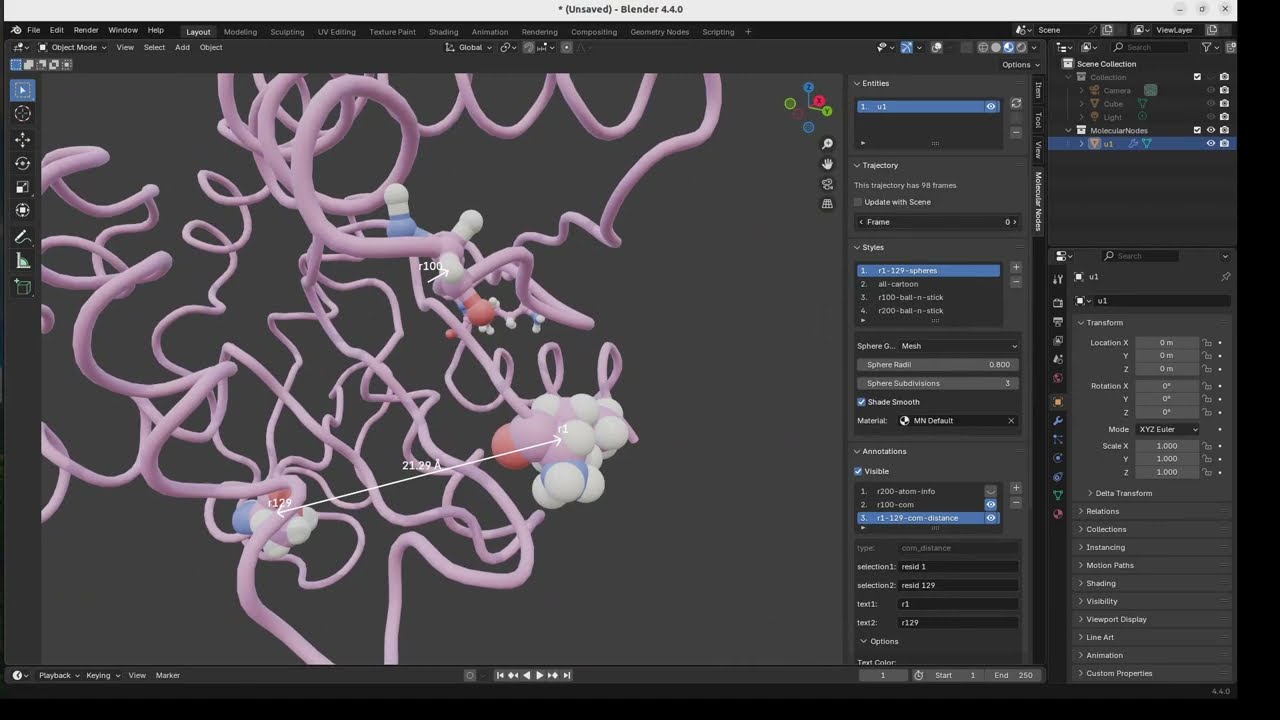 * (Unsaved) - Blender 4.4.0
File Edit Render Window Help Layout Modeling Sculpting UV Editing Texture Paint Shading Animation Rendering Compositing Geometry Nodes Scripting + Scene ViewLayer
Object Mode View Select Add Object Global Search
Options
X
Y
Z
r100
r1
21.29 Å
r129
Item
Tool
View
Molecular Nodes
Entities
1. u1
Trajectory
This trajectory has 98 frames
Update with Scene
Frame 0
Styles
1. r1-129-spheres
2. all-cartoon
3. r100-ball-n-stick
4. r200-ball-n-stick
Sphere G... Mesh
Sphere Radii 0.800
Sphere Subdivisions 3
Shade Smooth
Material: MN Default
Annotations
Visible
1. r200-atom-info
2. r100-com
3. r1-129-com-distance
type: com_distance
selection1: resid 1
selection2: resid 129
text1: r1
text2: r129
Options
Text Color:
Scene Collection
Collection
Camera
Cube
Light
MolecularNodes
u1
Search
u1
u1
Transform
Location X 0 m
Y 0 m
Z 0 m
Rotation X 0°
Y 0°
Z 0°
Mode XYZ Euler
Scale X 1.000
Y 1.000
Z 1.000
Delta Transform
Relations
Collections
Instancing
Motion Paths
Shading
Visibility
Viewport Display
Line Art
Animation
Custom Properties
Playback Keying View Marker 1 Start 1 End 250
4.4.0